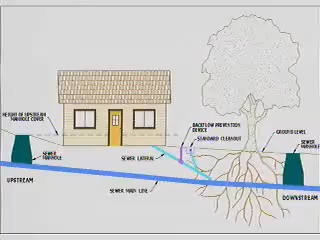 HEIGHT OF UPSTREAM
MANHOLE COVER
SEWER
MANHOLE
UPSTREAM
SEWER LATERAL
SEWER MAIN LINE
BACKFLOW PREVENTION
DEVICE
STANDARD CLEANOUT
GROUND LEVEL
SEWER
MANHOLE
DOWNSTREAM